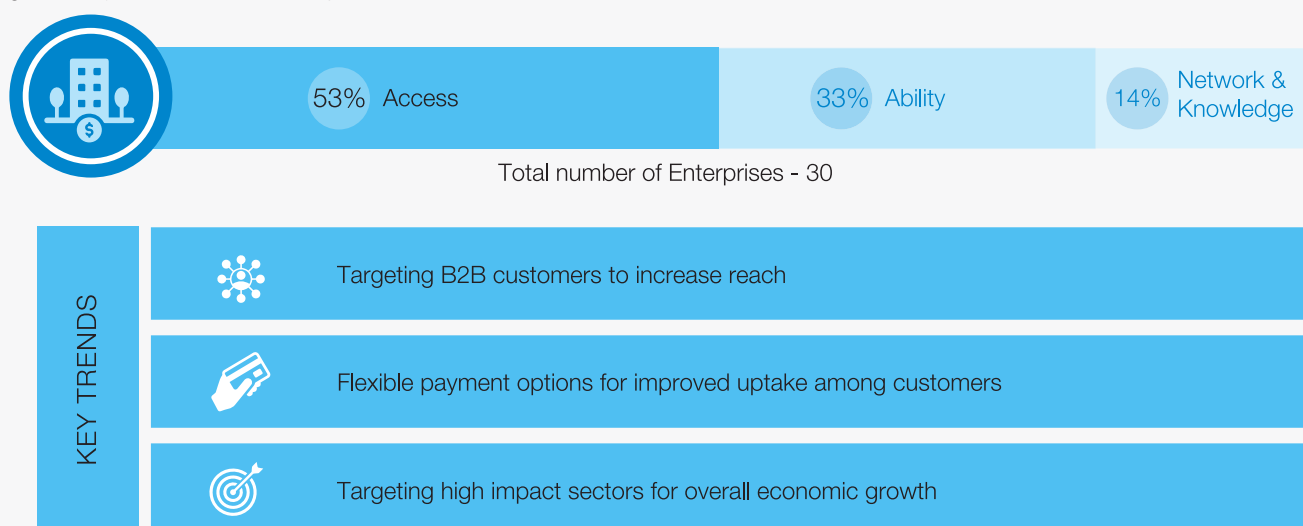 53% Access
33% Ability
14% Network &
Knowledge
$
Total number of Enterprises - 30
KEY TRENDS
Targeting B2B customers to increase reach
Flexible payment options for improved uptake among customers
Targeting high impact sectors for overall economic growth